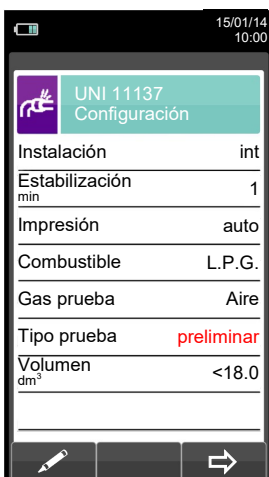 15/01/14
10:00
UNI 11137
Configuración
Instalación int
Estabilización
min 1
Impresión auto
Combustible L.P.G.
Gas prueba Aire
Tipo prueba preliminar
Volumen
dm³ <18.0